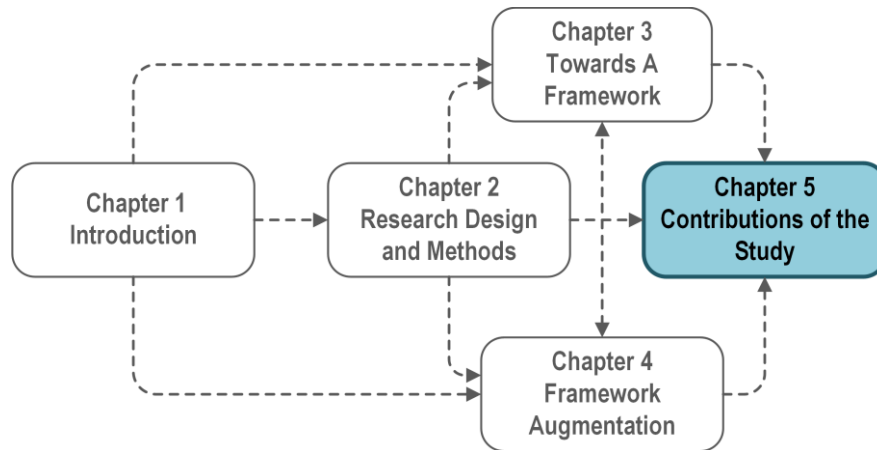 Chapter 3
Towards A
Framework
Chapter 1
Introduction
Chapter 2
Research Design
and Methods
Chapter 5
Contributions of the
Study
Chapter 4
Framework
Augmentation